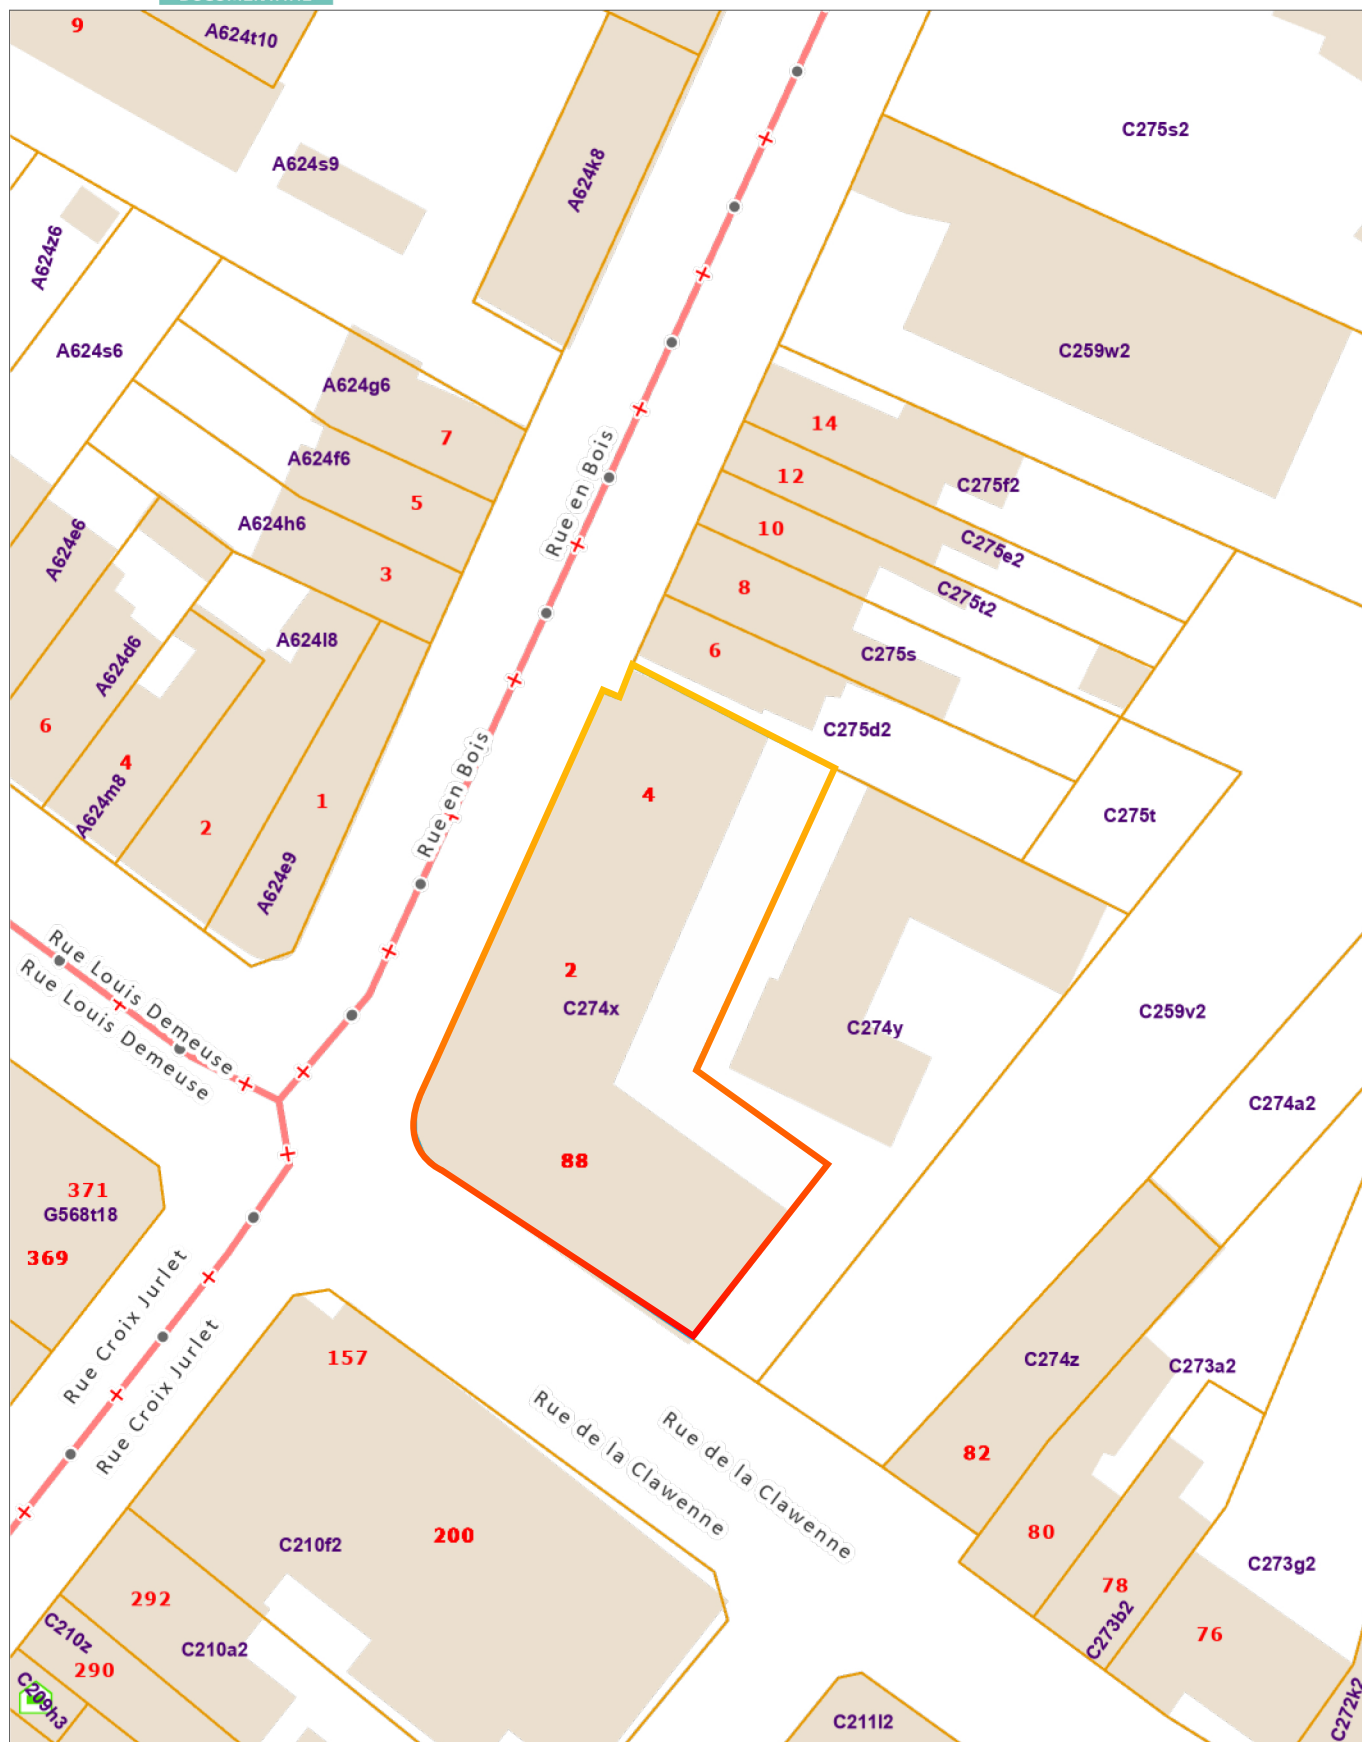 9
A624t10
A624s9
A624k8
C275s2
A624z6
A624s6
A624g6
7
C259w2
A624f6
5
14
12
C275f2
A624h6
3
10
C275e2
A624e6
Rue en Bois
8
C275t2
A624l8
6
C275s
A624d6
C275d2
6
4
Rue en Bois
4
A624m8
2
1
C275t
A624e9
Rue Louis Demeuse
Rue Louis Demeuse
2
C274x
C274y
C259v2
C274a2
88
371
G568t18
369
Rue Croix Jurlet
Rue Croix Jurlet
157
C274z
C273a2
Rue de la Clawenne
Rue de la Clawenne
82
200
C210f2
80
C273g2
292
78
C273b2
76
C210z
C210a2
290
C209h3
C211l2
C272k2